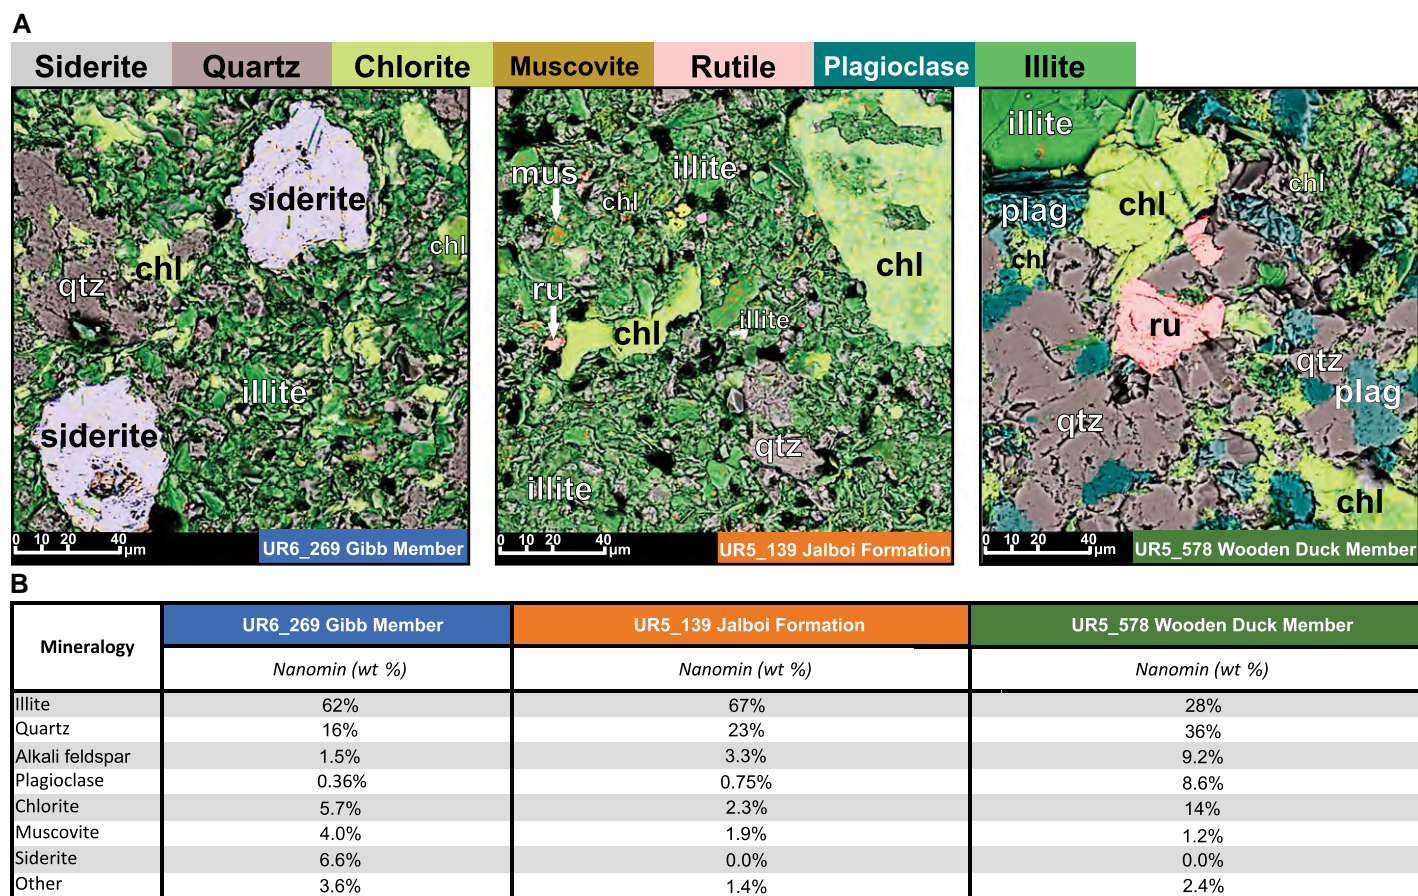 A
Siderite Quartz Chlorite Muscovite Rutile Plagioclase Illite
siderite
chl
qtz
chl
illite
siderite
0 10 20 40 µm
UR6_269 Gibb Member
mus
illite
chl
chl
ru
chl
illite
qtz
illite
0 10 20 40 µm
UR5_139 Jalboi Formation
illite
chl
chl
plag
chl
ru
qtz
plag
qtz
chl
0 10 20 40 µm
UR5_578 Wooden Duck Member
B
Mineralogy UR6_269 Gibb Member UR5_139 Jalboi Formation UR5_578 Wooden Duck Member
Nanomin (wt %) Nanomin (wt %) Nanomin (wt %)
Illite 62% 67% 28%
Quartz 16% 23% 36%
Alkali feldspar 1.5% 3.3% 9.2%
Plagioclase 0.36% 0.75% 8.6%
Chlorite 5.7% 2.3% 14%
Muscovite 4.0% 1.9% 1.2%
Siderite 6.6% 0.0% 0.0%
Other 3.6% 1.4% 2.4%